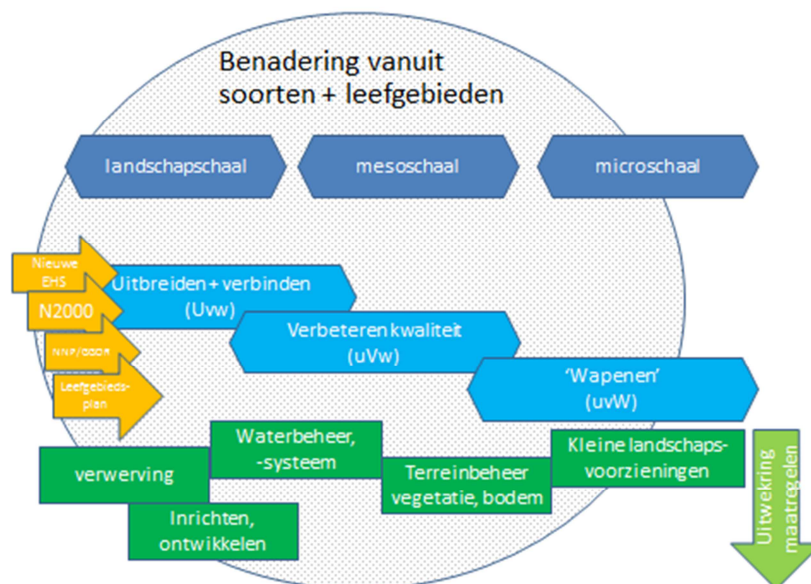 Benadering vanuit
soorten + leefgebieden
landschapschaal
mesoschaal
microschaal
Nieuwe
EHS
N2000
NNP/GGOR
Leefgebieds-
plan
Uitbreiden + verbinden
(Uvw)
Verbeteren kwaliteit
(uVw)
'Wapenen'
(uvW)
verwerving
Waterbeheer,
-systeem
Inrichten,
ontwikkelen
Terreinbeheer
vegetatie, bodem
Kleine landschaps-
voorzieningen
Uitwekring
maatregelen